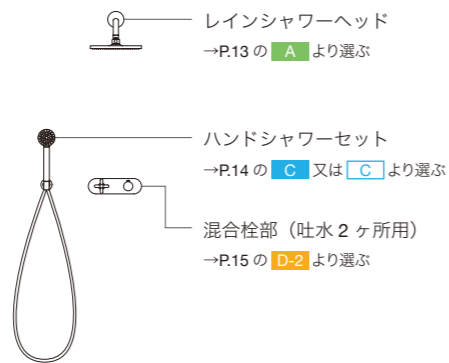 レインシャワーヘッド
→P.13 の A より選ぶ
ハンドシャワーセット
→P.14 の C 又は C より選ぶ
混合栓部（吐水 2 ヶ所用）
→P.15 の D-2 より選ぶ